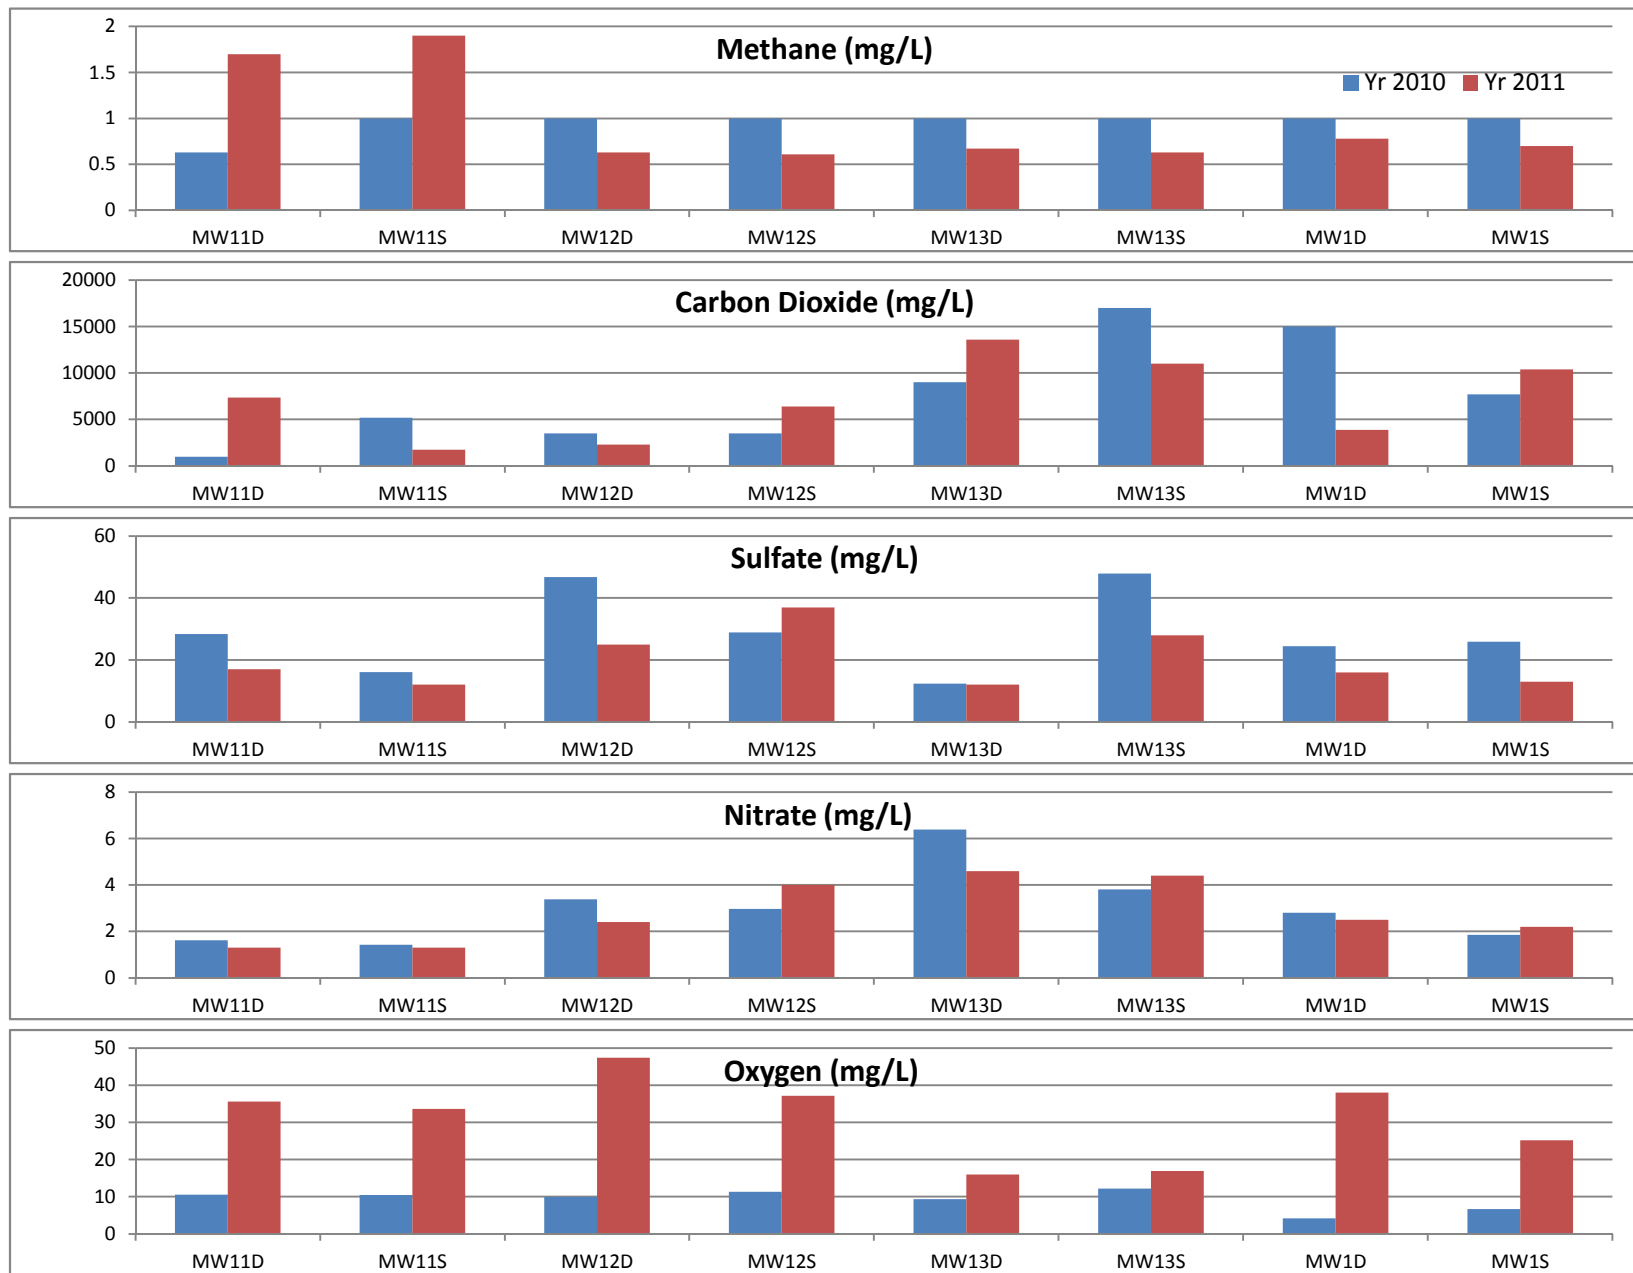 Methane (mg/L)
Yr 2010 Yr 2011
2
1.5
1
0.5
0
MW11D MW11S MW12D MW12S MW13D MW13S MW1D MW1S
Carbon Dioxide (mg/L)
20000
15000
10000
5000
0
MW11D MW11S MW12D MW12S MW13D MW13S MW1D MW1S
Sulfate (mg/L)
60
40
20
0
MW11D MW11S MW12D MW12S MW13D MW13S MW1D MW1S
Nitrate (mg/L)
8
6
4
2
0
MW11D MW11S MW12D MW12S MW13D MW13S MW1D MW1S
Oxygen (mg/L)
50
40
30
20
10
0
MW11D MW11S MW12D MW12S MW13D MW13S MW1D MW1S